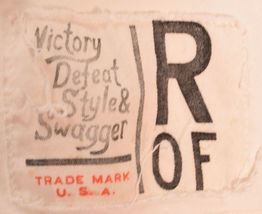 Victory
Defeat
Style &
Swagger
TRADE MARK
U. S. A.
R
OF